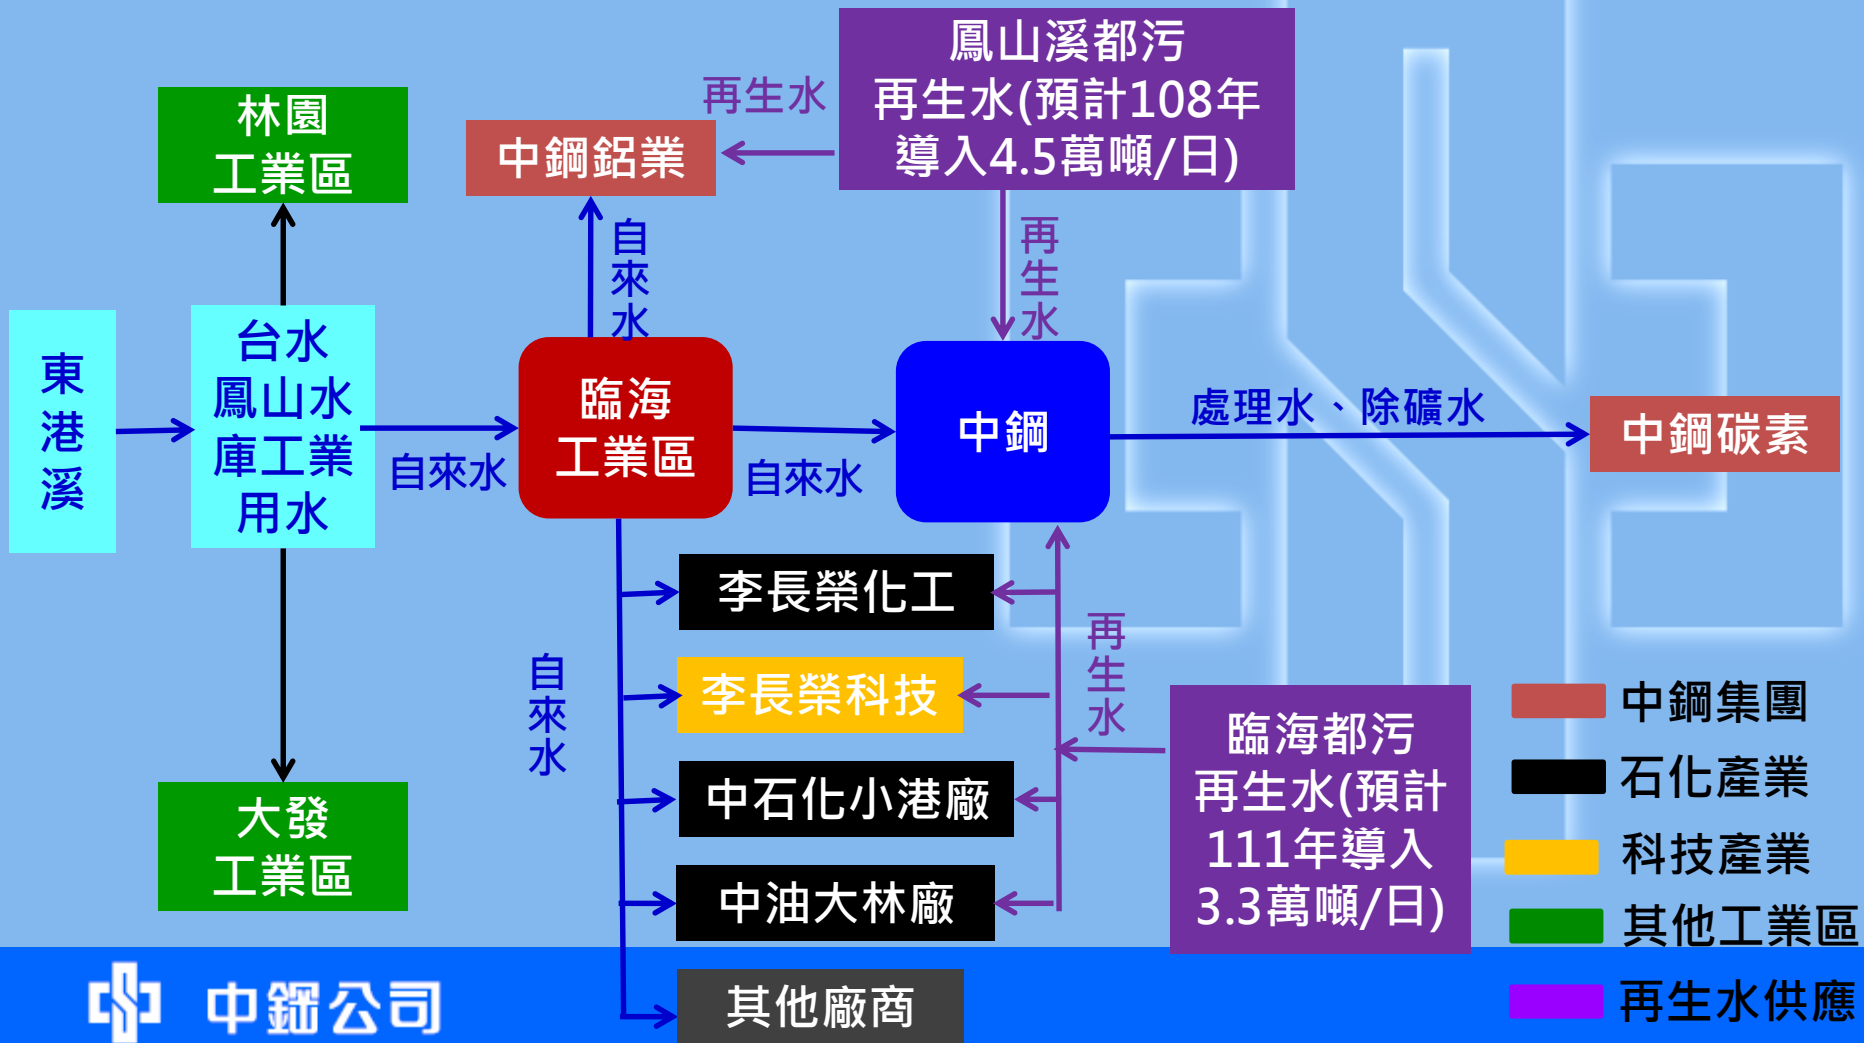 鳳山溪都污
再生水(預計108年
導入4.5萬噸/日)
再生水
林園
工業區
中鋼鋁業
自來水
再生水
東港溪
台水
鳳山水
庫工業
用水
自來水
臨海
工業區
自來水
中鋼
處理水、除礦水
中鋼碳素
李長榮化工
李長榮科技
中石化小港廠
中油大林廠
其他廠商
自來水
再生水
臨海都污
再生水(預計
111年導入
3.3萬噸/日)
大發
工業區
中鋼集團
石化產業
科技產業
其他工業區
再生水供應
中鋼公司